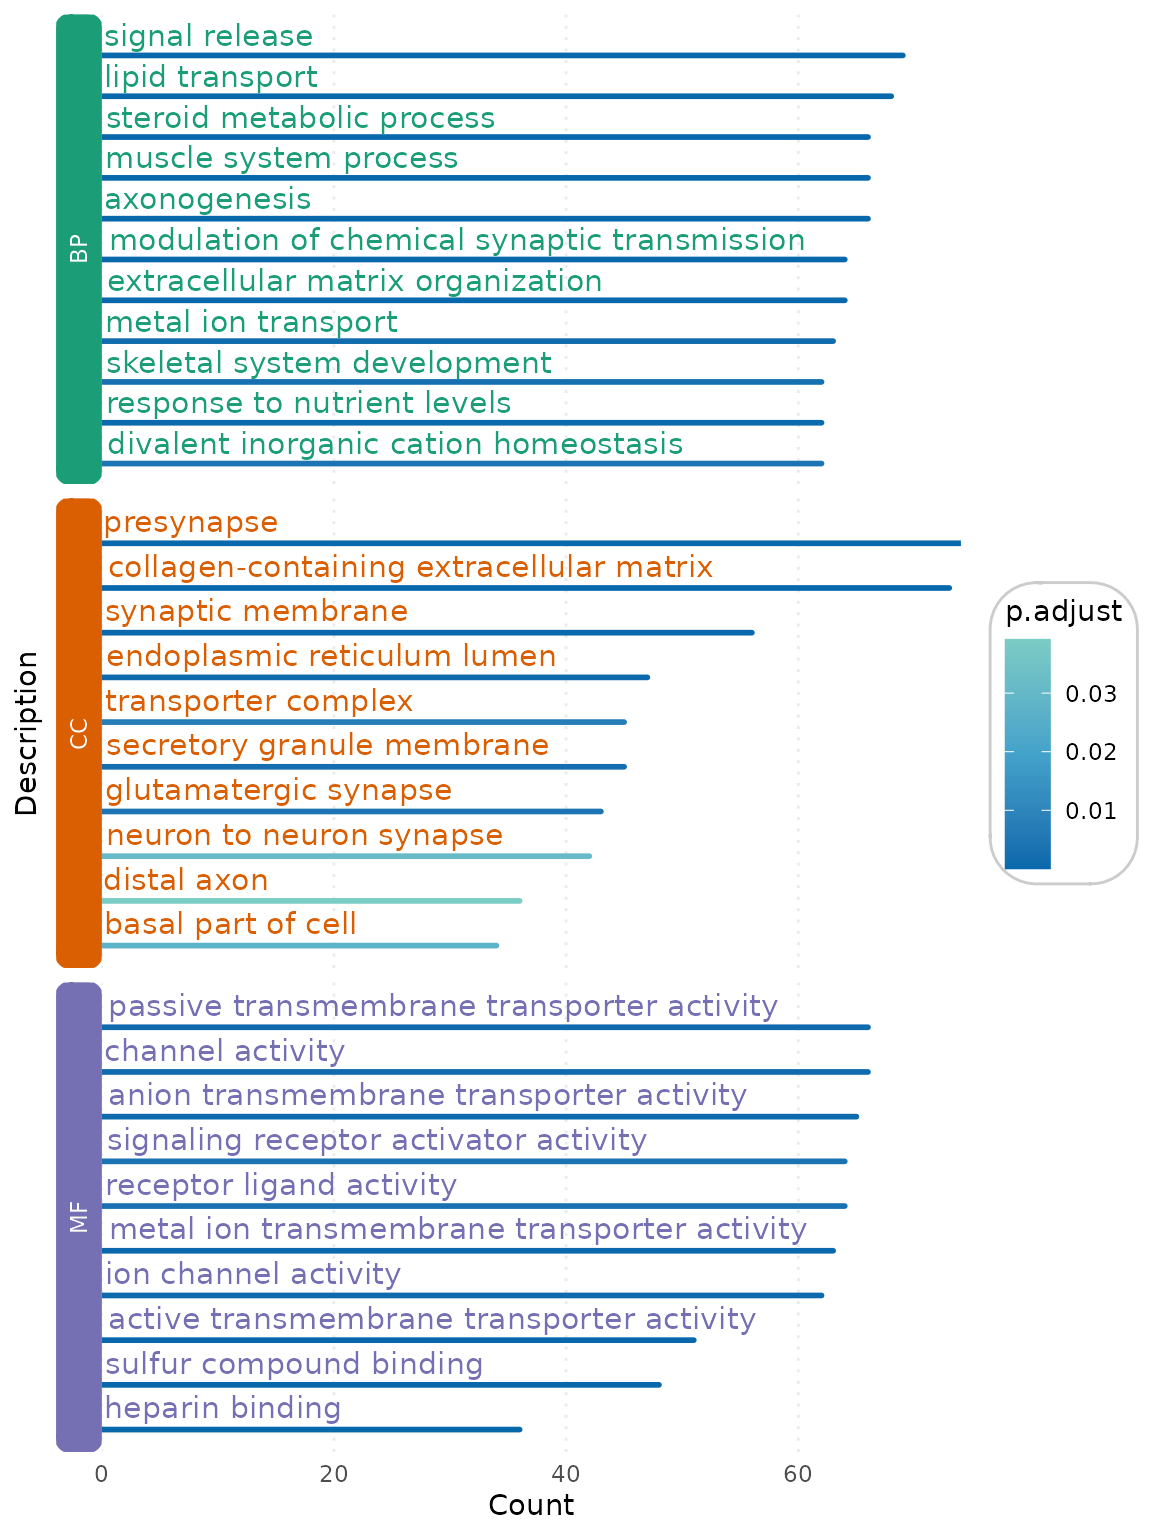 signal release
lipid transport
steroid metabolic process
muscle system process
axonogenesis
modulation of chemical synaptic transmission
extracellular matrix organization
metal ion transport
skeletal system development
response to nutrient levels
divalent inorganic cation homeostasis
BP
presynapse
collagen-containing extracellular matrix
synaptic membrane
endoplasmic reticulum lumen
transporter complex
secretory granule membrane
glutamatergic synapse
neuron to neuron synapse
distal axon
basal part of cell
CC
Description
passive transmembrane transporter activity
channel activity
anion transmembrane transporter activity
signaling receptor activator activity
receptor ligand activity
metal ion transmembrane transporter activity
ion channel activity
active transmembrane transporter activity
sulfur compound binding
heparin binding
MF
0 20 40 60
Count
p.adjust
0.03
0.02
0.01